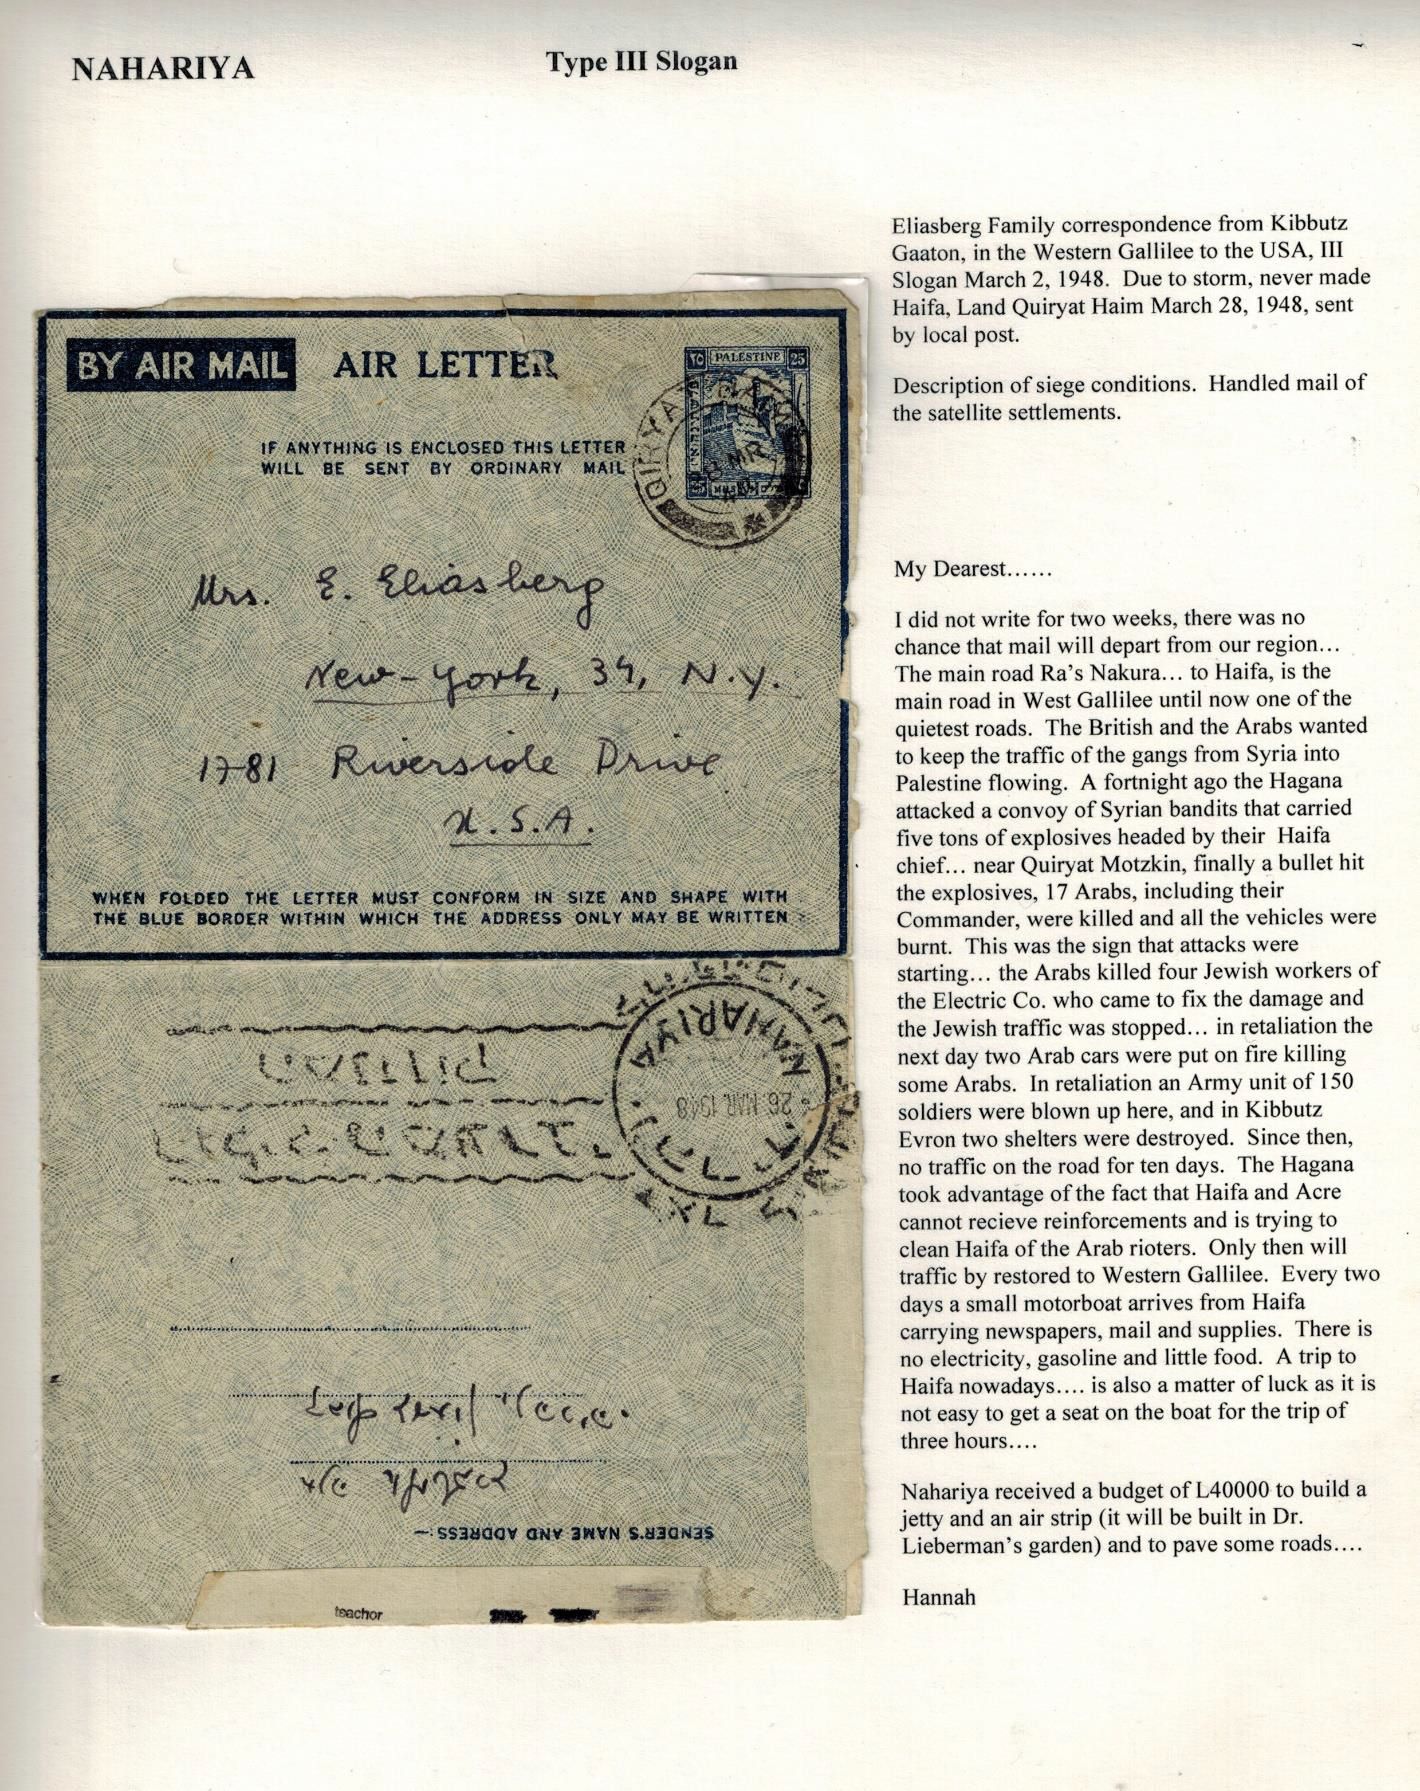 NAHARIYA
Type III Slogan
Eliasberg Family correspondence from Kibbutz
Gaaton, in the Western Gallilee to the USA, III
Slogan March 2, 1948.  Due to storm, never made
Haifa, Land Quiryat Haim March 28, 1948, sent
by local post.
Description of siege conditions.  Handled mail of
the satellite settlements.
BY AIR MAIL
AIR LETTER
IF ANYTHING IS ENCLOSED THIS LETTER
WILL BE SENT BY ORDINARY MAIL
PALESTINE
25
QIRYAT
MR
Mrs. E. Eliasberg
New-York, 34, N.Y.
1781 Riverside Drive
U.S.A.
WHEN FOLDED THE LETTER MUST CONFORM IN SIZE AND SHAPE WITH
THE BLUE BORDER WITHIN WHICH THE ADDRESS ONLY MAY BE WRITTEN
NAHARIYA
26 MAR 1948
SENDER'S NAME AND ADDRESS:—
teachor
My Dearest……
I did not write for two weeks, there was no
chance that mail will depart from our region…
The main road Ra's Nakura… to Haifa, is the
main road in West Gallilee until now one of the
quietest roads.  The British and the Arabs wanted
to keep the traffic of the gangs from Syria into
Palestine flowing.  A fortnight ago the Hagana
attacked a convoy of Syrian bandits that carried
five tons of explosives headed by their  Haifa
chief… near Quiryat Motzkin, finally a bullet hit
the explosives, 17 Arabs, including their
Commander, were killed and all the vehicles were
burnt.  This was the sign that attacks were
starting… the Arabs killed four Jewish workers of
the Electric Co. who came to fix the damage and
the Jewish traffic was stopped… in retaliation the
next day two Arab cars were put on fire killing
some Arabs.  In retaliation an Army unit of 150
soldiers were blown up here, and in Kibbutz
Evron two shelters were destroyed.  Since then,
no traffic on the road for ten days.  The Hagana
took advantage of the fact that Haifa and Acre
cannot recieve reinforcements and is trying to
clean Haifa of the Arab rioters.  Only then will
traffic by restored to Western Gallilee.  Every two
days a small motorboat arrives from Haifa
carrying newspapers, mail and supplies.  There is
no electricity, gasoline and little food.  A trip to
Haifa nowadays…. is also a matter of luck as it is
not easy to get a seat on the boat for the trip of
three hours….
Nahariya received a budget of L40000 to build a
jetty and an air strip (it will be built in Dr.
Lieberman's garden) and to pave some roads….
Hannah